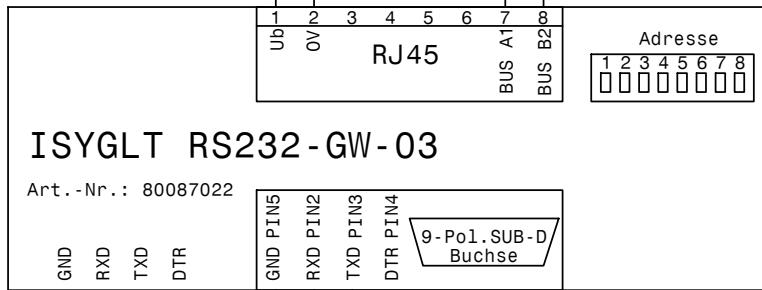 1 2 3 4 5 6 7 8
Ub 0V BUS A1 BUS B2
RJ45
Adresse
1 2 3 4 5 6 7 8
ISYGLT RS232-GW-03
Art.-Nr.: 80087022
GND RXD TXD DTR
GND PIN5
RXD PIN2
TXD PIN3
DTR PIN4
9-Pol.SUB-D
Buchse